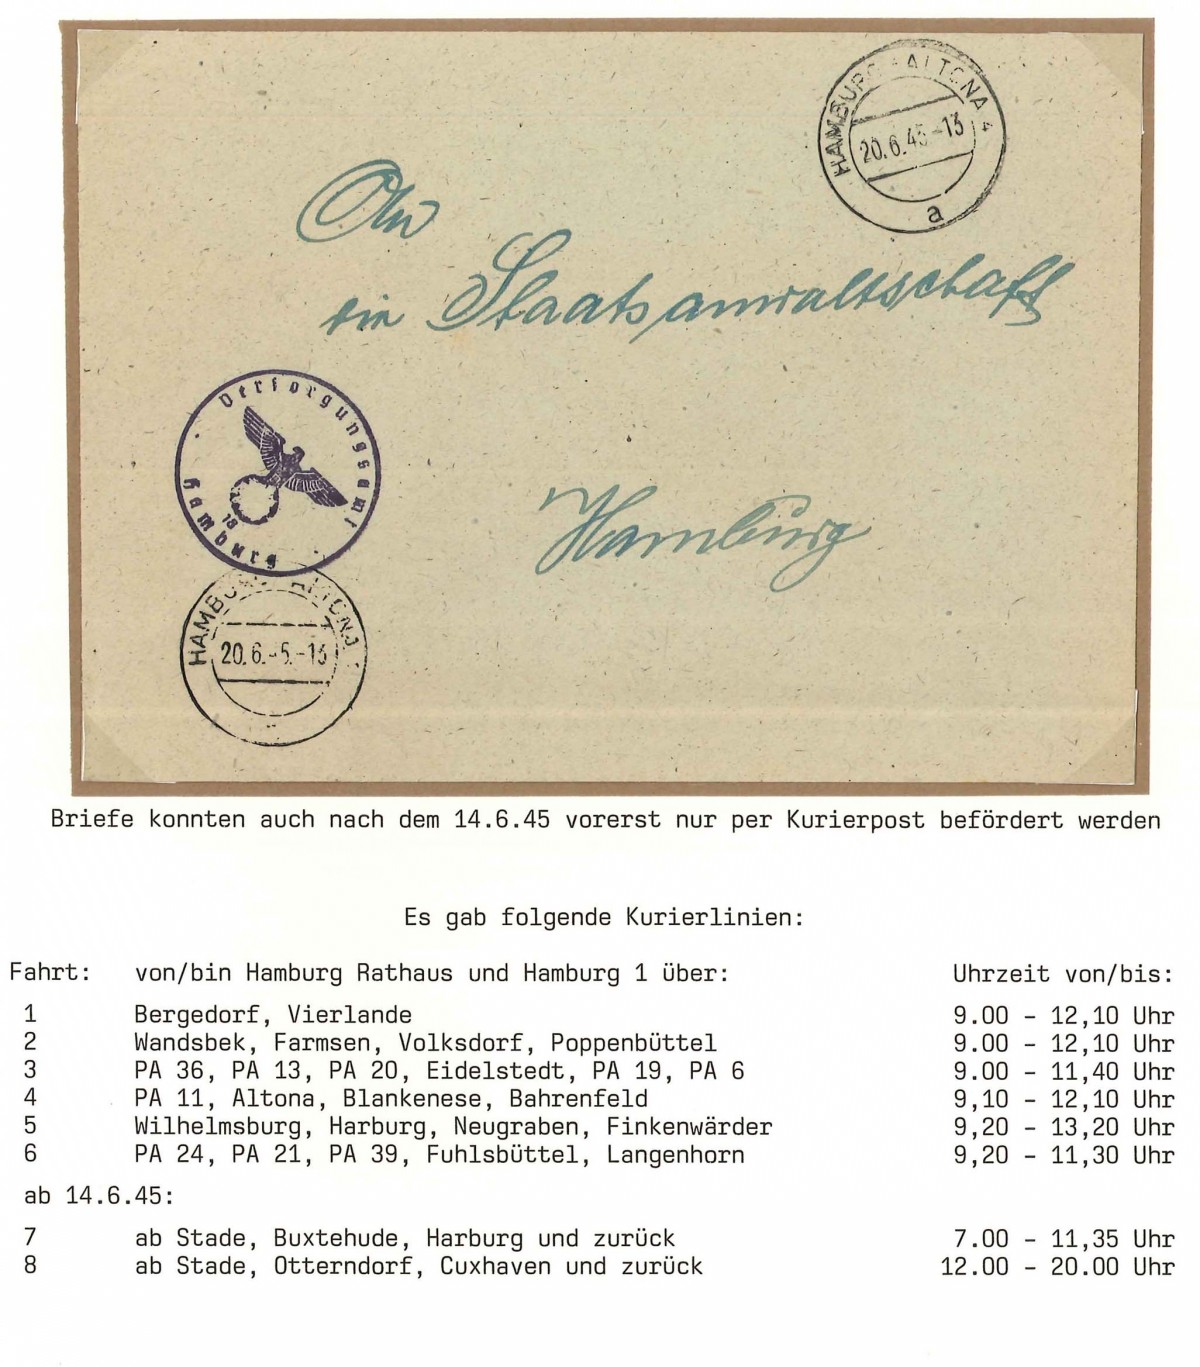 HAMBURG-ALTONA 4
20.6.45-13
a
An
die Staatsanwaltschaft
Versorgungsamt
Hamburg
18
Hamburg
HAMBURG-ALTONA
20.6.-5.-13
Briefe konnten auch nach dem 14.6.45 vorerst nur per Kurierpost befördert werden
Es gab folgende Kurierlinien:
Fahrt: von/bin Hamburg Rathaus und Hamburg 1 über: Uhrzeit von/bis:
1 Bergedorf, Vierlande 9.00 - 12,10 Uhr
2 Wandsbek, Farmsen, Volksdorf, Poppenbüttel 9.00 - 12,10 Uhr
3 PA 36, PA 13, PA 20, Eidelstedt, PA 19, PA 6 9.00 - 11,40 Uhr
4 PA 11, Altona, Blankenese, Bahrenfeld 9,10 - 12,10 Uhr
5 Wilhelmsburg, Harburg, Neugraben, Finkenwärder 9,20 - 13,20 Uhr
6 PA 24, PA 21, PA 39, Fuhlsbüttel, Langenhorn 9,20 - 11,30 Uhr
ab 14.6.45:
7 ab Stade, Buxtehude, Harburg und zurück 7.00 - 11,35 Uhr
8 ab Stade, Otterndorf, Cuxhaven und zurück 12.00 - 20.00 Uhr